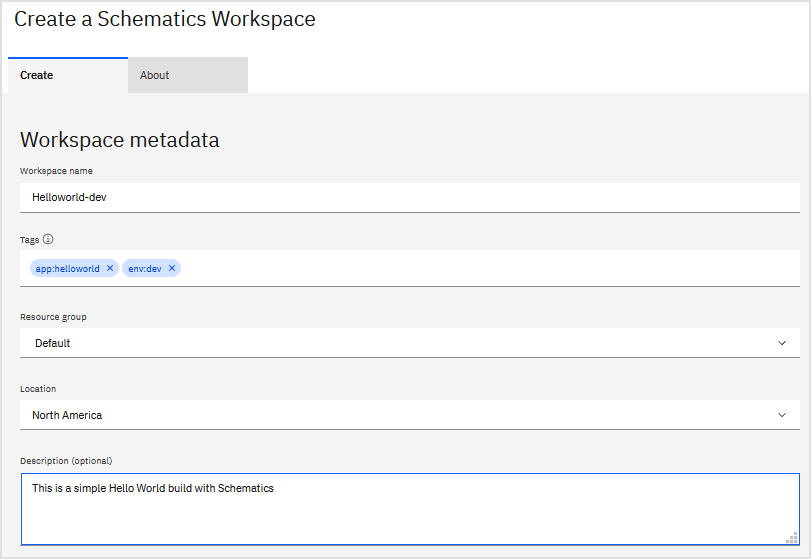 Create a Schematics Workspace
Create
About
Workspace metadata
Workspace name
Helloworld-dev
Tags
app:helloworld
env:dev
Resource group
Default
Location
North America
Description (optional)
This is a simple Hello World build with Schematics